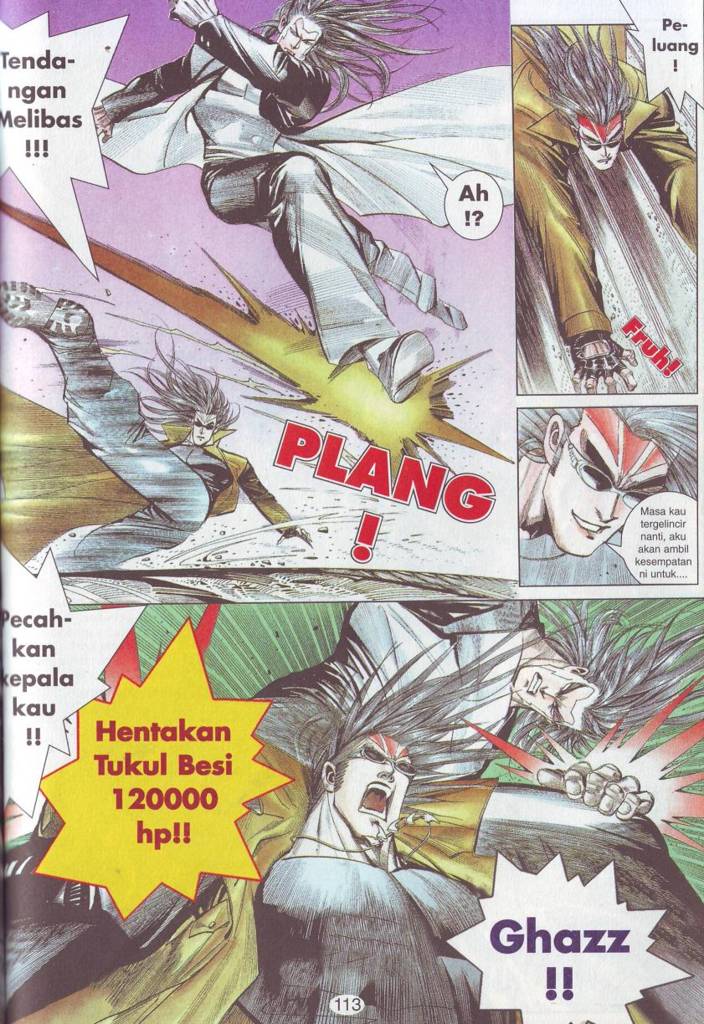 Tenda-
ngan
Melibas
!!!
Ah
!?
PLANG
!
Pe-
luang
!
Fruh!
Masa kau
tergelincir
nanti, aku
akan ambil
kesempatan
ni untuk....
Pecah-
kan
kepala
kau
!!
Hentakan
Tukul Besi
120000
hp!!
Ghazz
!!
113